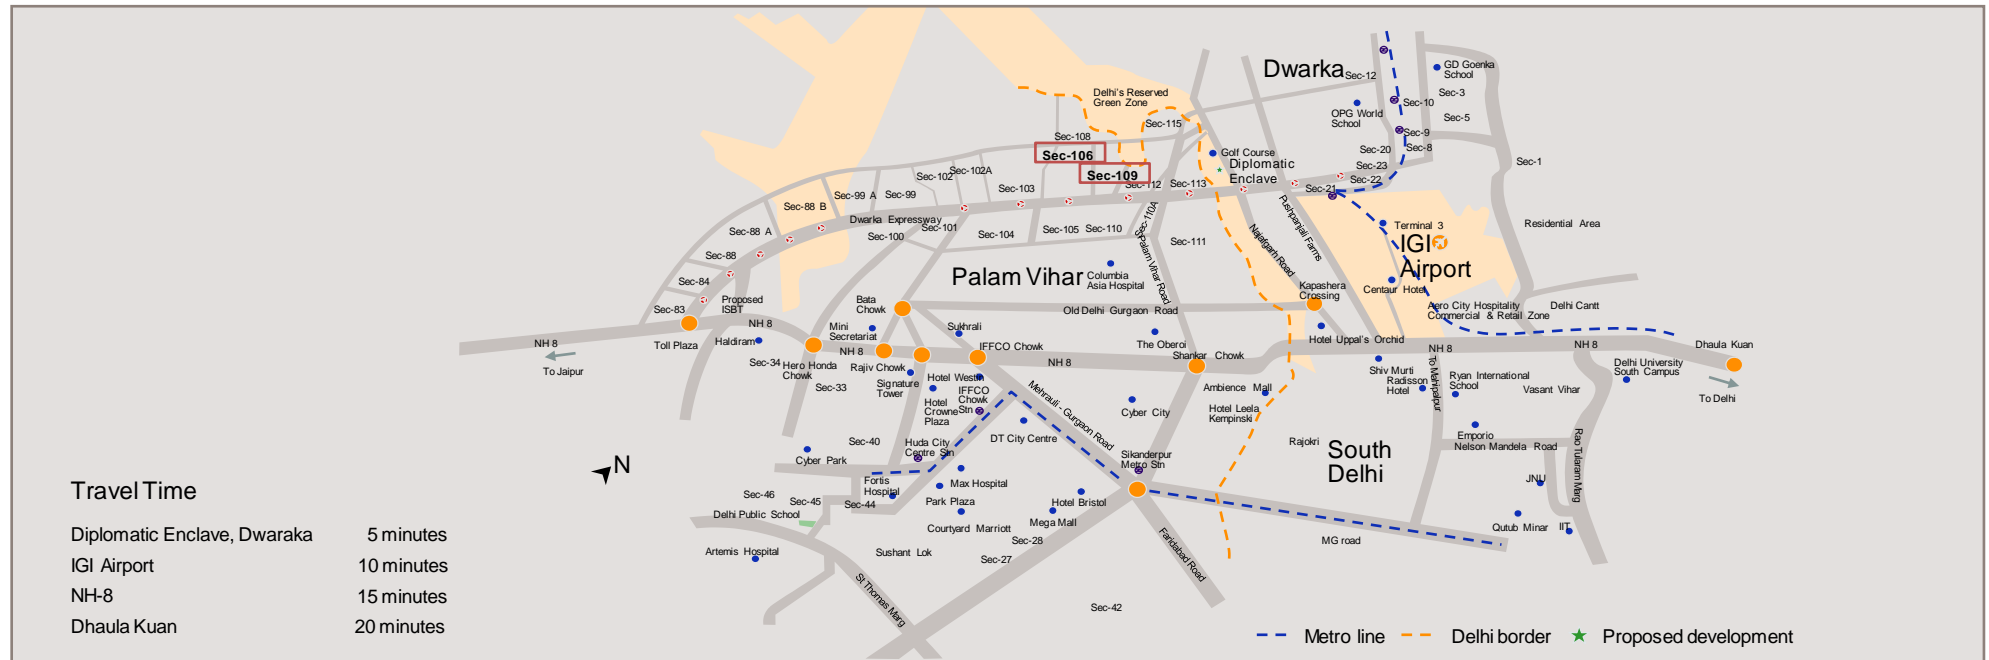 Dwarka
Sec-12
GD Goenka
School
Sec-3
Sec-10
OPG World
School
Sec-5
Sec-9
Sec-8
Sec-20
Sec-23
Sec-22
Sec-21
Sec-1
Delhi's Reserved
Green Zone
Sec-115
Sec-108
Sec-106
Sec-109
Sec-112
Sec-113
Golf Course
Diplomatic
Enclave
Sec-102
Sec-102A
Sec-103
Sec-99 A
Sec-99
Sec-88 B
Dwarka Expressway
Sec-88 A
Sec-88
Sec-84
Sec-83
Sec-100
Sec-101
Sec-104
Sec-105
Sec-110
Sec-110A
Sec-111
Palam Vihar Road
Najafgarh Road
Pushpanjali Farms
Terminal 3
IGI
Airport
Residential Area
Centaur Hotel
Kapashera
Crossing
Aero City Hospitality
Commercial & Retail Zone
Delhi Cantt
Palam Vihar
Columbia
Asia Hospital
Old Delhi Gurgaon Road
Proposed
ISBT
Bata
Chowk
Mini
Secretariat
Sukhrali
NH 8
Haldiram
Toll Plaza
NH 8
To Jaipur
Sec-34
Hero Honda
Chowk
Sec-33
NH 8
Rajiv Chowk
Signature
Tower
IFFCO Chowk
Hotel Westin
IFFCO
Chowk
Stn
Hotel
Crowne
Plaza
NH 8
The Oberoi
Shankar Chowk
Hotel Uppal's Orchid
NH 8
NH 8
Dhaula Kuan
To Delhi
Delhi University
South Campus
Shiv Murti
Radisson
Hotel
To Mahipalpur
Ryan International
School
Vasant Vihar
Ambience Mall
Hotel Leela
Kempinski
Cyber City
Mehrauli - Gurgaon Road
DT City Centre
Sec-40
Cyber Park
Huda City
Centre Stn
Sikanderpur
Metro Stn
Rajokri
South
Delhi
Emporio
Nelson Mandela Road
Rao Tularam Marg
JNU
Qutub Minar
IIT
MG road
Fortis
Hospital
Max Hospital
Park Plaza
Hotel Bristol
Mega Mall
Courtyard Marriott
Sec-46
Sec-45
Sec-44
Delhi Public School
Artemis Hospital
Sushant Lok
Sec-28
Sec-27
St Thomas Marg
Faridabad Road
Sec-42
N
Travel Time
Diplomatic Enclave, Dwaraka 5 minutes
IGI Airport 10 minutes
NH-8 15 minutes
Dhaula Kuan 20 minutes
Metro line Delhi border Proposed development